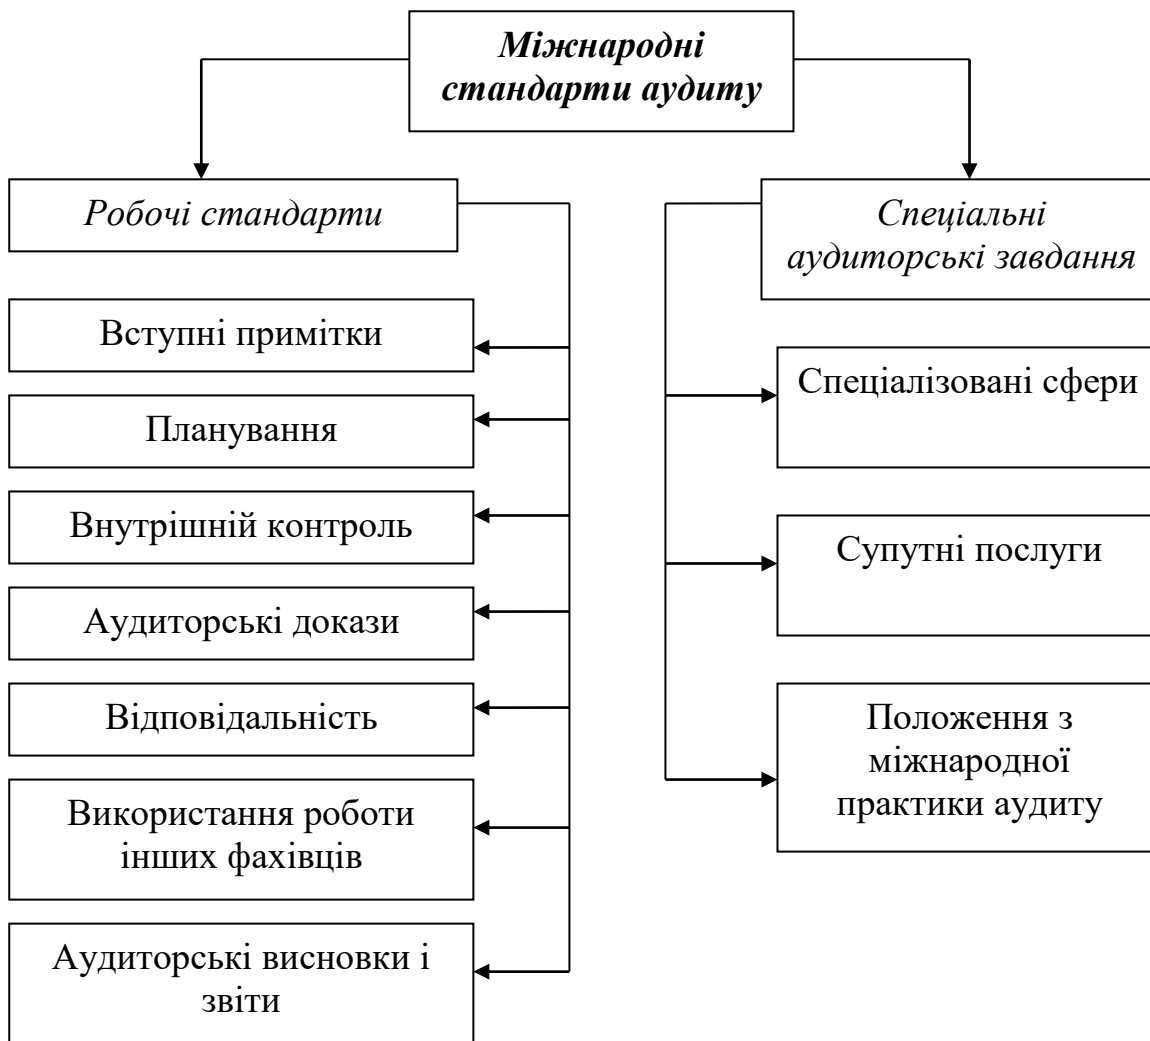 Міжнародні
стандарти аудиту
Робочі стандарти
Вступні примітки
Планування
Внутрішній контроль
Аудиторські докази
Відповідальність
Використання роботи
інших фахівців
Аудиторські висновки і
звіти
Спеціальні
аудиторські завдання
Спеціалізовані сфери
Супутні послуги
Положення з
міжнародної
практики аудиту